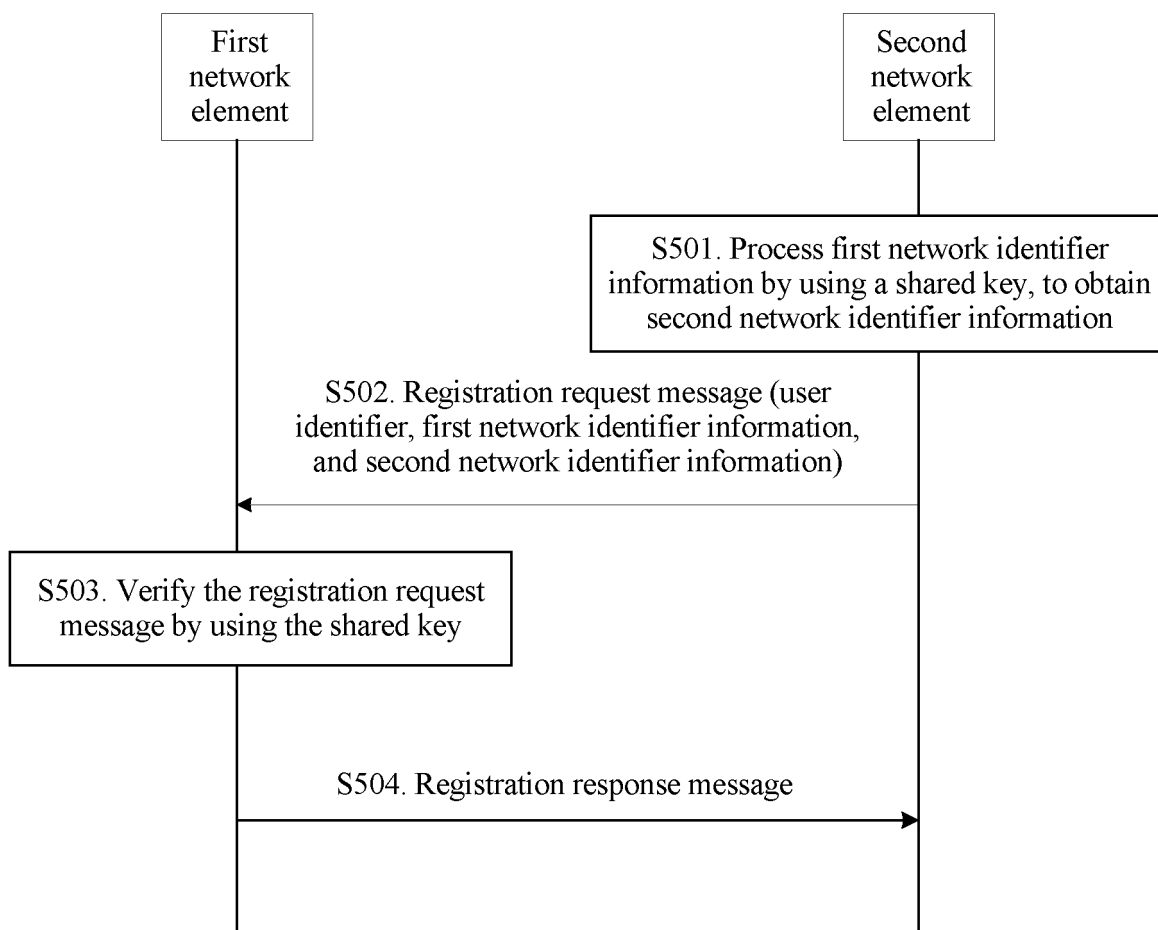 First
network
element
Second
network
element
S501. Process first network identifier
information by using a shared key, to obtain
second network identifier information
S502. Registration request message (user
identifier, first network identifier information,
and second network identifier information)
S503. Verify the registration request
message by using the shared key
S504. Registration response message